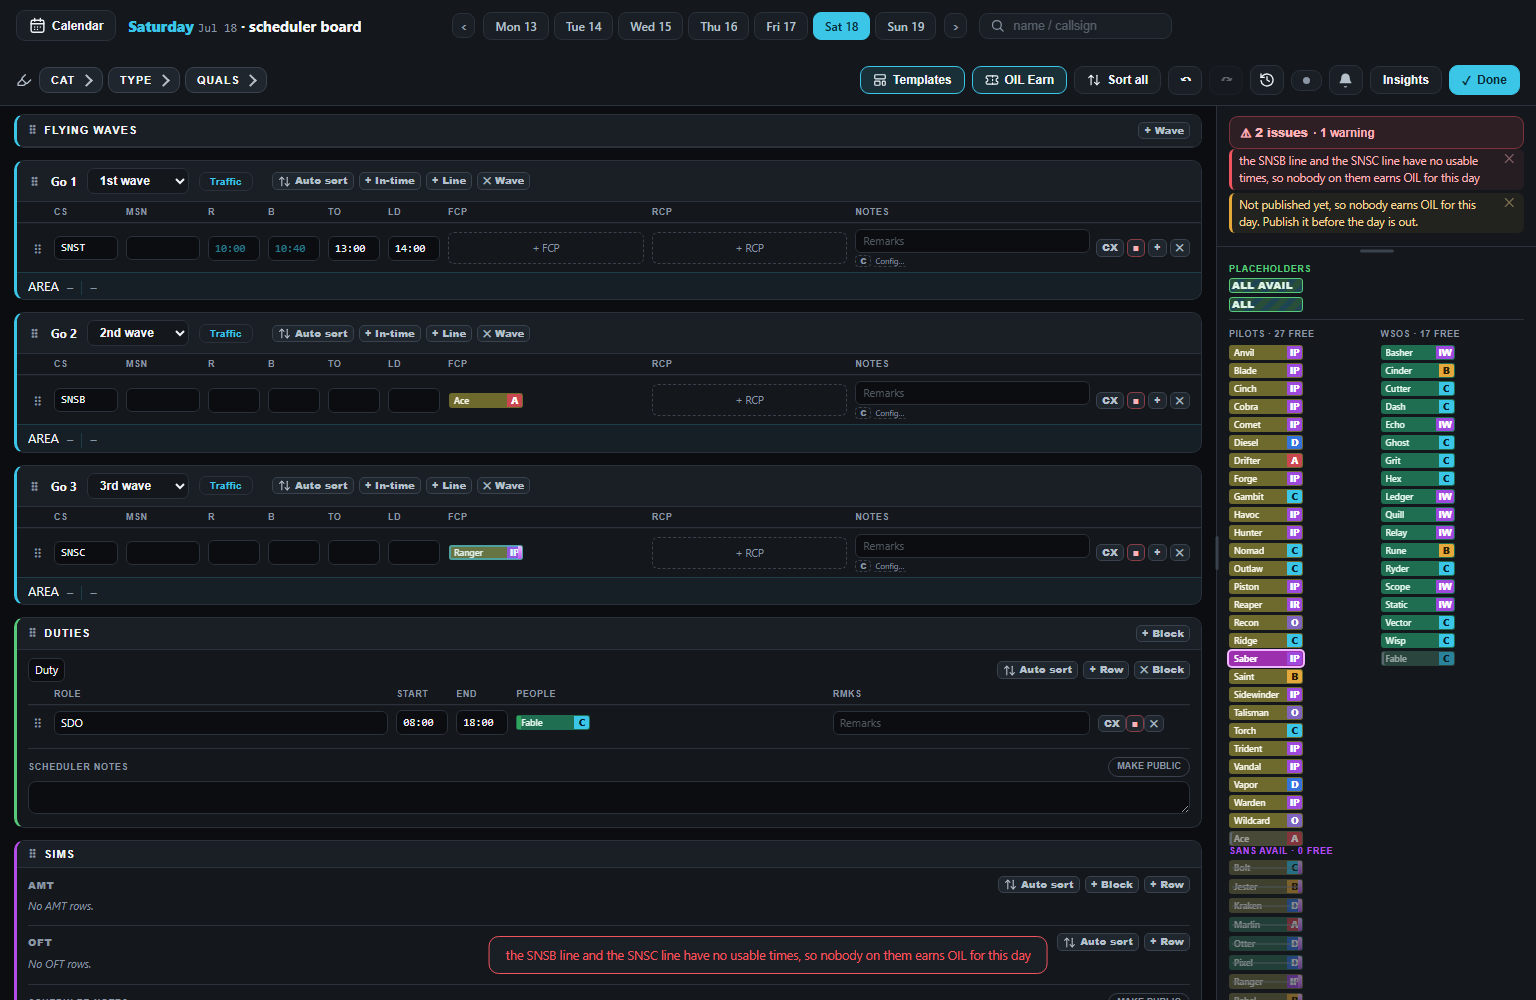 Calendar
Saturday Jul 18 · scheduler board
‹ Mon 13 Tue 14 Wed 15 Thu 16 Fri 17 Sat 18 Sun 19 ›
name / callsign
CAT TYPE QUALS
Templates OIL Earn Sort all Insights ✓ Done
FLYING WAVES
+ Wave
Go 1 1st wave Traffic Auto sort + In-time + Line ✕ Wave
CS MSN R B TO LD FCP RCP NOTES
SNST 10:00 10:40 13:00 14:00 + FCP + RCP Remarks CX + ✕
C Config...
AREA – –
Go 2 2nd wave Traffic Auto sort + In-time + Line ✕ Wave
CS MSN R B TO LD FCP RCP NOTES
SNSB Ace A + RCP Remarks CX + ✕
C Config...
AREA – –
Go 3 3rd wave Traffic Auto sort + In-time + Line ✕ Wave
CS MSN R B TO LD FCP RCP NOTES
SNSC Ranger IP + RCP Remarks CX + ✕
C Config...
AREA – –
DUTIES
+ Block
Duty
Auto sort + Row ✕ Block
ROLE START END PEOPLE RMKS
SDO 08:00 18:00 Fable C Remarks CX ✕
SCHEDULER NOTES
MAKE PUBLIC
SIMS
AMT
Auto sort + Block + Row
No AMT rows.
OFT
Auto sort + Row
No OFT rows.
the SNSB line and the SNSC line have no usable times, so nobody on them earns OIL for this day
⚠ 2 issues · 1 warning
the SNSB line and the SNSC line have no usable
times, so nobody on them earns OIL for this day
Not published yet, so nobody earns OIL for this
day. Publish it before the day is out.
PLACEHOLDERS
ALL AVAIL
ALL
PILOTS · 27 FREE
Anvil IP
Blade IP
Cinch IP
Cobra IP
Comet IP
Diesel D
Drifter A
Forge IP
Gambit C
Havoc IP
Hunter IP
Nomad C
Outlaw C
Piston IP
Reaper IR
Recon O
Ridge C
Saber IP
Saint B
Sidewinder IP
Talisman O
Torch C
Trident IP
Vandal IP
Vapor D
Warden IP
Wildcard O
Ace A
WSOS · 17 FREE
Basher IW
Cinder B
Cutter C
Dash C
Echo IW
Ghost C
Grit C
Hex C
Ledger IW
Quill IW
Relay IW
Rune B
Ryder C
Scope IW
Static IW
Vector C
Wisp C
Fable C
SANS AVAIL · 0 FREE
Bolt C
Jester B
Kraken D
Marlin A
Otter D
Pixel D
Ranger IP